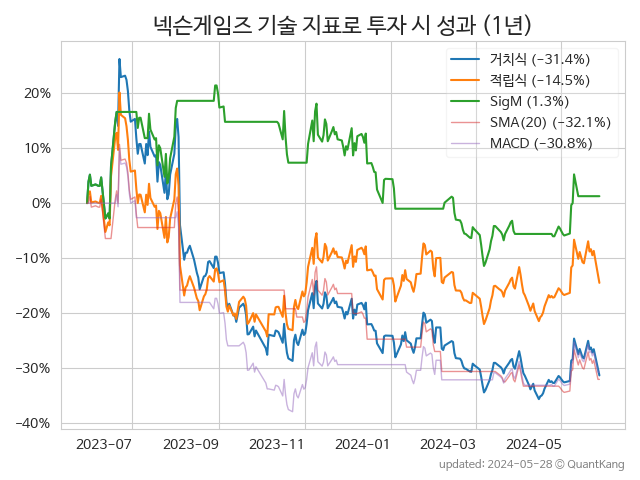 넥슨게임즈 기술 지표로 투자 시 성과 (1년)
거치식 (−31.4%)
적립식 (−14.5%)
SigM (1.3%)
SMA(20) (−32.1%)
MACD (−30.8%)
20%
10%
0%
−10%
−20%
−30%
−40%
2023-07 2023-09 2023-11 2024-01 2024-03 2024-05
updated: 2024-05-28 © QuantKang